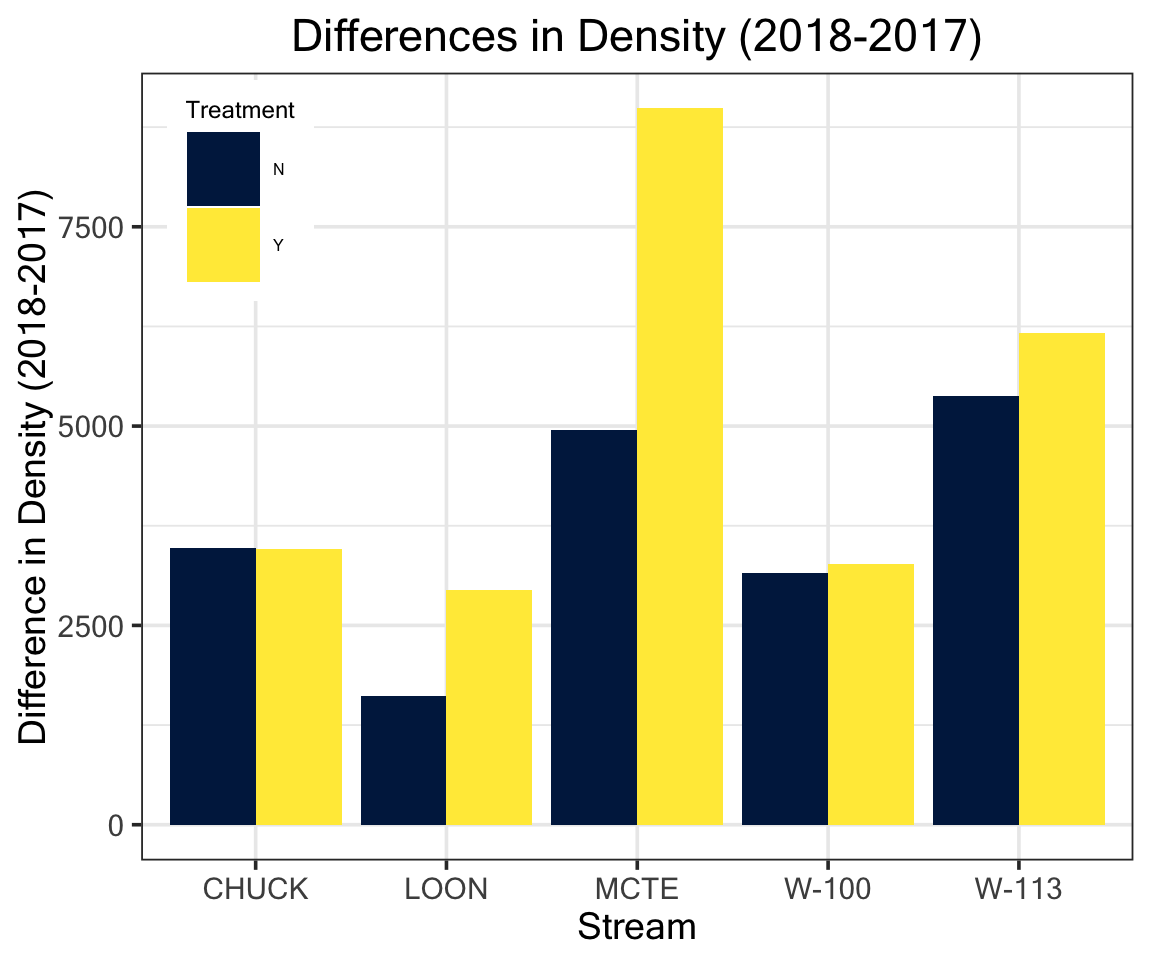 Differences in Density (2018-2017)
Treatment
N
Y
Difference in Density (2018-2017)
7500
5000
2500
0
CHUCK LOON MCTE W-100 W-113
Stream